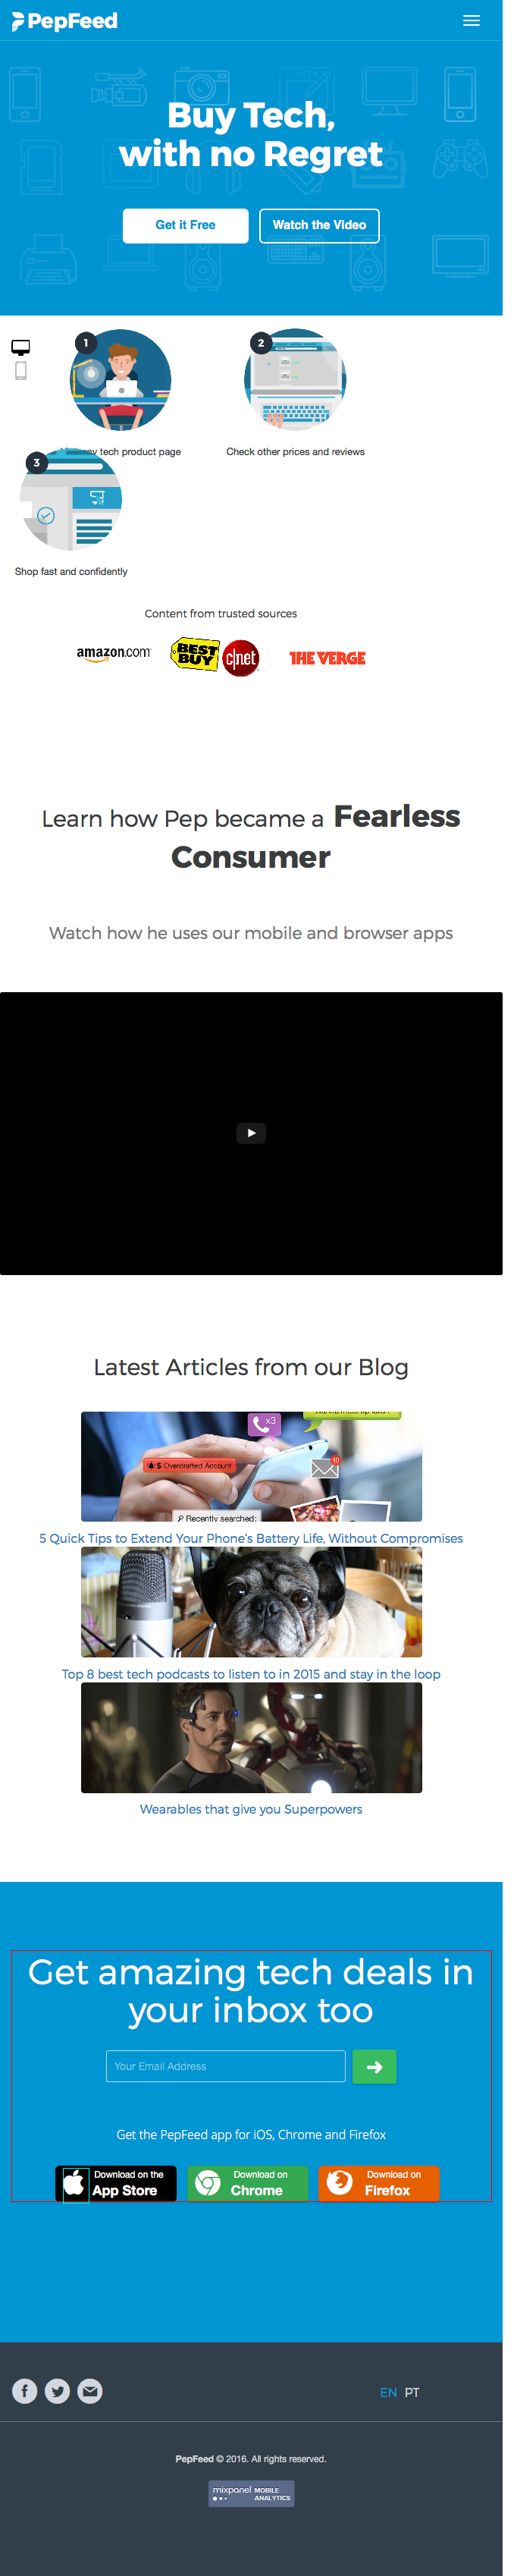 PepFeed
Buy Tech,
with no Regret
Get it Free
Watch the Video
1
2
ny tech product page
Check other prices and reviews
3
Shop fast and confidently
Content from trusted sources
amazon.com
BEST
BUY
c|net
THE VERGE
Learn how Pep became a Fearless
Consumer
Watch how he uses our mobile and browser apps
Latest Articles from our Blog
x3
$ Overdrafted Account
10
Recently searched:
5 Quick Tips to Extend Your Phone's Battery Life, Without Compromises
Top 8 best tech podcasts to listen to in 2015 and stay in the loop
Wearables that give you Superpowers
Get amazing tech deals in
your inbox too
Your Email Address
Get the PepFeed app for iOS, Chrome and Firefox
Download on the
App Store
Download on
Chrome
Download on
Firefox
EN PT
PepFeed © 2016. All rights reserved.
mixpanel MOBILE
ANALYTICS